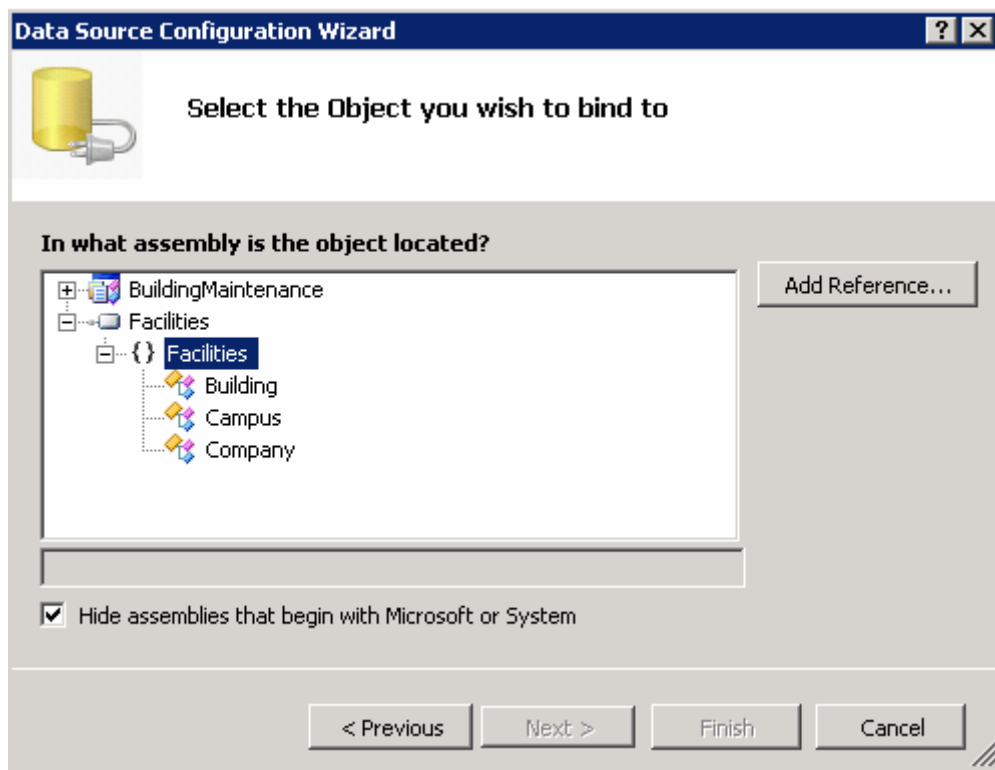 Data Source Configuration Wizard
Select the Object you wish to bind to
In what assembly is the object located?
BuildingMaintenance
Add Reference...
Facilities
{} Facilities
Building
Campus
Company
Hide assemblies that begin with Microsoft or System
< Previous Next > Finish Cancel